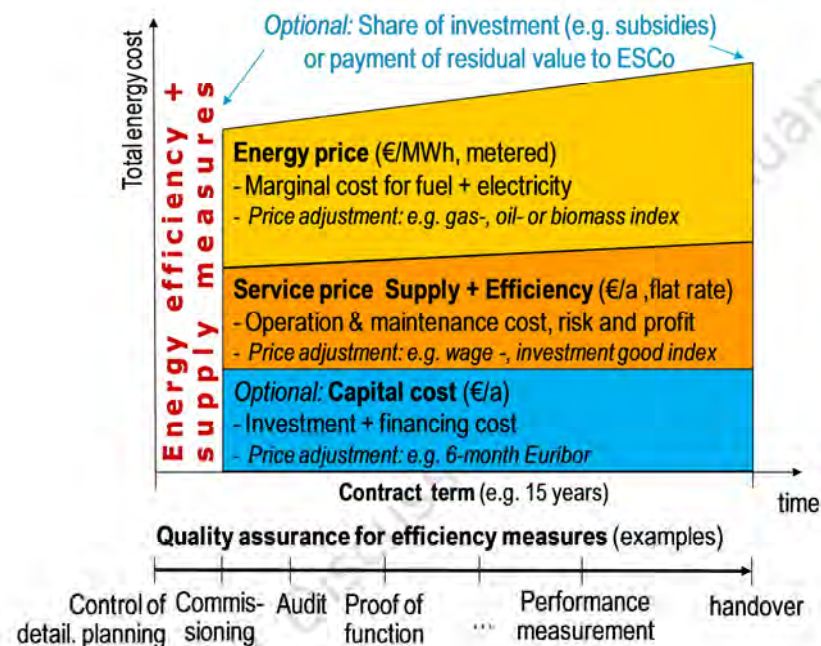 Optional: Share of investment (e.g. subsidies)
or payment of residual value to ESCo
Total energy cost
Energy efficiency +
supply measures
Energy price (€/MWh, metered)
- Marginal cost for fuel + electricity
- Price adjustment: e.g. gas-, oil- or biomass index
Service price Supply + Efficiency (€/a ,flat rate)
- Operation & maintenance cost, risk and profit
- Price adjustment: e.g. wage -, investment good index
Optional: Capital cost (€/a)
- Investment + financing cost
- Price adjustment: e.g. 6-month Euribor
Contract term (e.g. 15 years)
time
Quality assurance for efficiency measures (examples)
Control of
detail. planning
Commis-
sioning
Audit
Proof of
function
...
Performance
measurement
handover